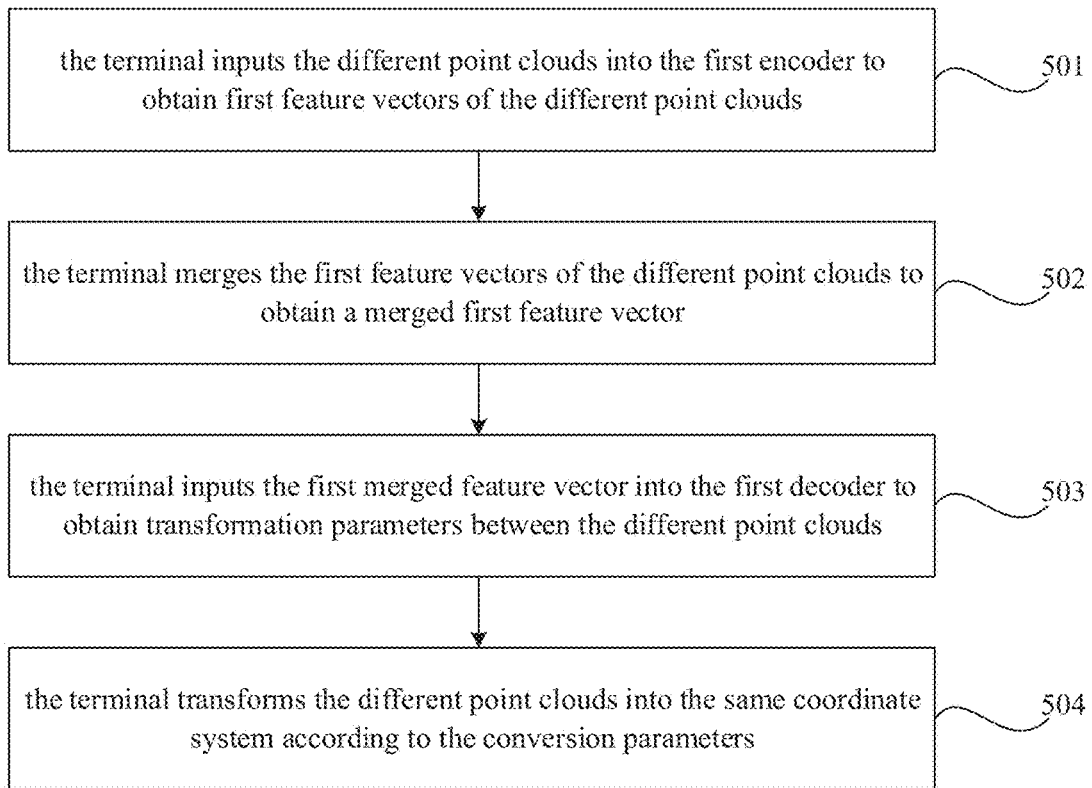 the terminal inputs the different point clouds into the first encoder to
obtain first feature vectors of the different point clouds
501
the terminal merges the first feature vectors of the different point clouds to
obtain a merged first feature vector
502
the terminal inputs the first merged feature vector into the first decoder to
obtain transformation parameters between the different point clouds
503
the terminal transforms the different point clouds into the same coordinate
system according to the conversion parameters
504